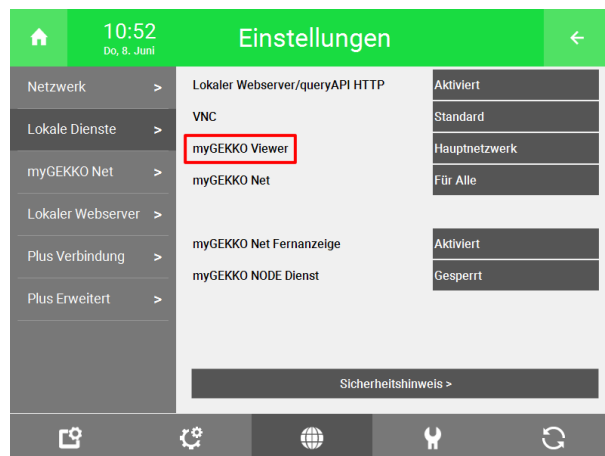 10:52
Do, 8. Juni
Einstellungen
Netzwerk >
Lokale Dienste >
myGEKKO Net >
Lokaler Webserver >
Plus Verbindung >
Plus Erweitert >
Lokaler Webserver/queryAPI HTTP Aktiviert
VNC Standard
myGEKKO Viewer Hauptnetzwerk
myGEKKO Net Für Alle
myGEKKO Net Fernanzeige Aktiviert
myGEKKO NODE Dienst Gesperrt
Sicherheitshinweis >